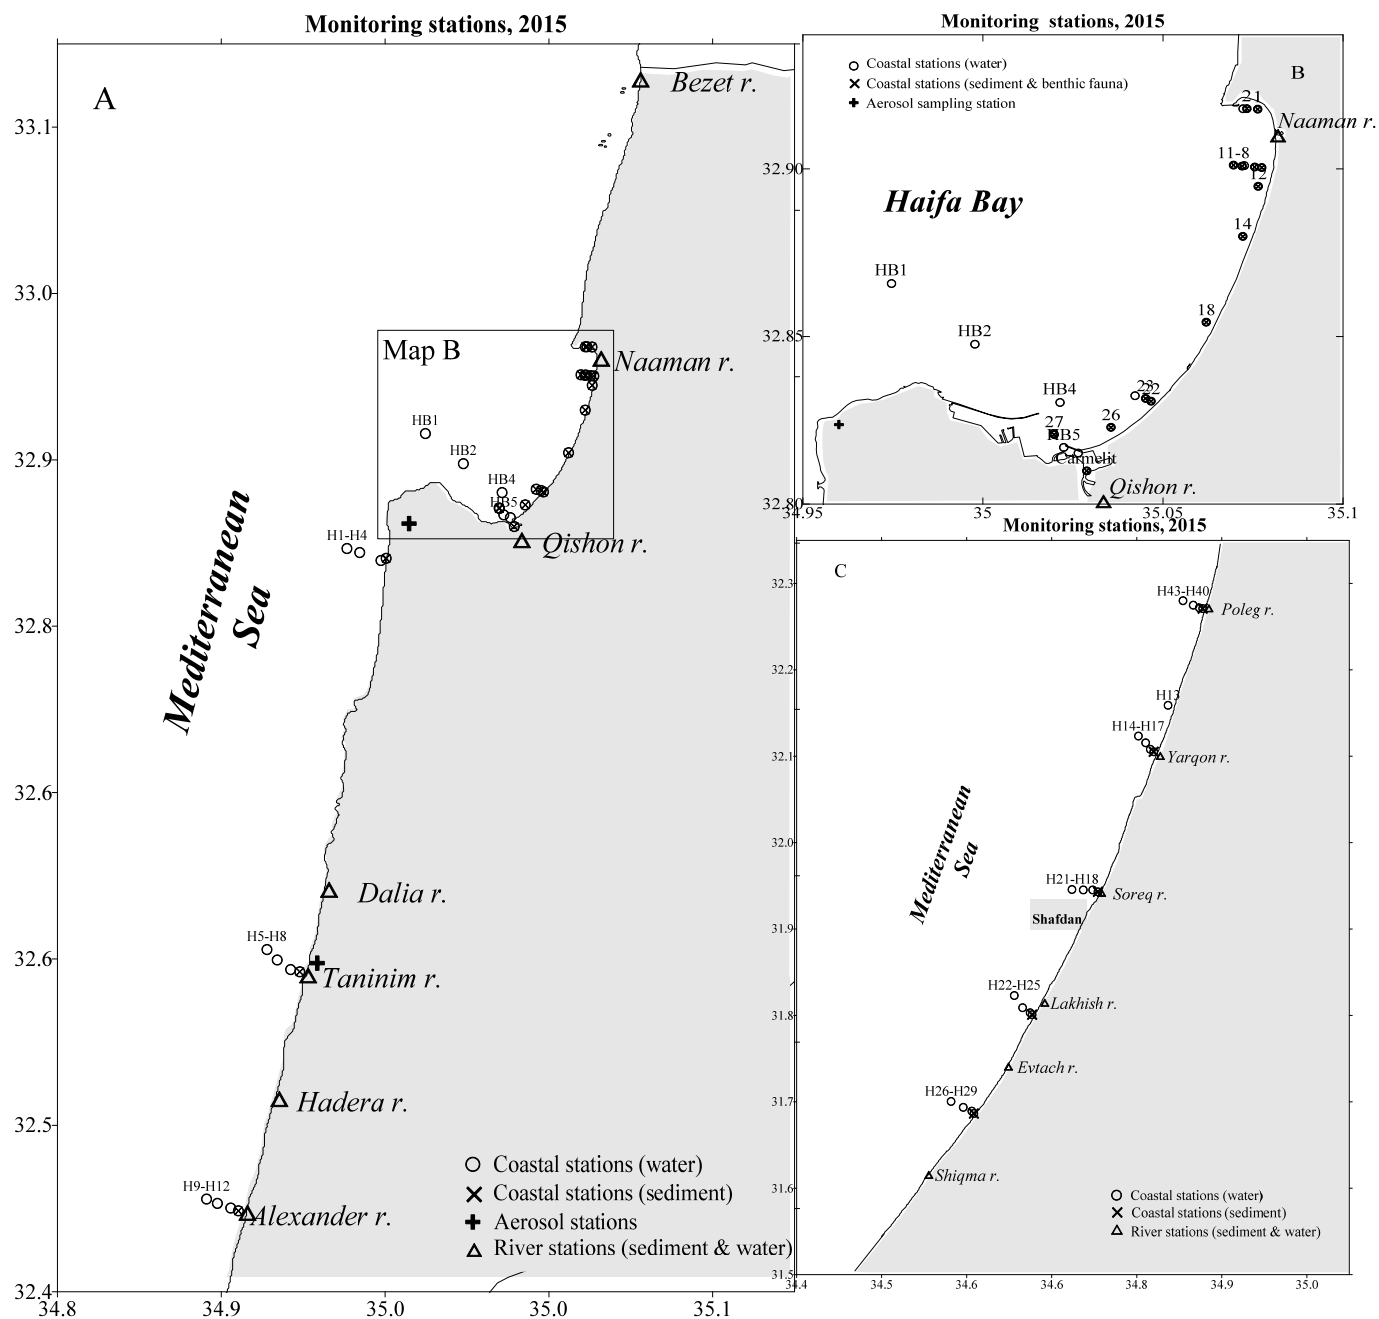 Monitoring stations, 2015
A
33.1
33.0
32.9
32.8
32.6
32.6
32.5
32.4
34.8
34.9
35.0
35.0
35.1
Bezet r.
Map B
Naaman r.
HB1
HB2
HB4
HB5
Qishon r.
H1-H4
Mediterranean
Sea
Dalia r.
H5-H8
Taninim r.
Hadera r.
H9-H12
Alexander r.
Coastal stations (water)
Coastal stations (sediment)
Aerosol stations
River stations (sediment & water)
Monitoring stations, 2015
Coastal stations (water)
Coastal stations (sediment & benthic fauna)
Aerosol sampling station
B
21
Naaman r.
11-8
12
32.90
Haifa Bay
14
HB1
18
HB2
32.85
HB4
23
22
27
26
HB5
Carmelit
Qishon r.
32.80
34.95
35
35.05
35.1
Monitoring stations, 2015
C
32.3
32.2
32.1
32.0
31.9
31.8
31.7
31.6
31.5
H43-H40
Poleg r.
H13
H14-H17
Yarqon r.
Mediterranean
Sea
H21-H18
Soreq r.
Shafdan
H22-H25
Lakhish r.
Evtach r.
H26-H29
Shiqma r.
Coastal stations (water)
Coastal stations (sediment)
River stations (sediment & water)
34.4
34.5
34.6
34.6
34.8
34.9
35.0